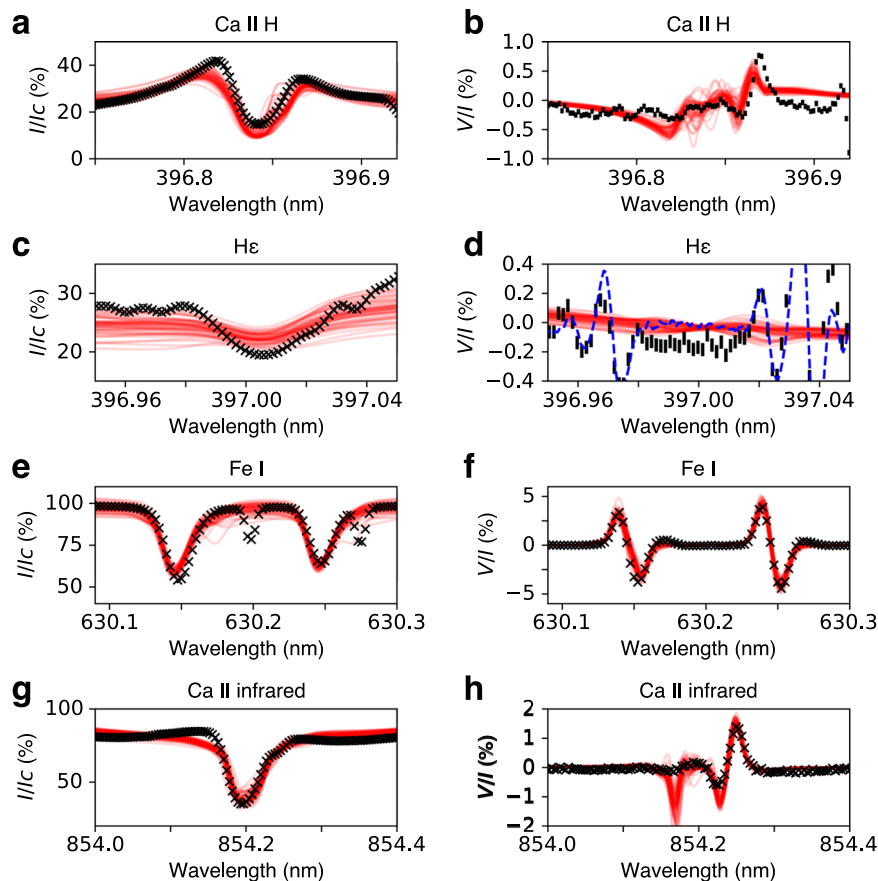 a
Ca II H
I/Ic (%)
40
20
0
396.8
396.9
Wavelength (nm)
b
Ca II H
V/I (%)
1.0
0.5
0.0
−0.5
−1.0
396.8
396.9
Wavelength (nm)
c
Hε
I/Ic (%)
30
20
396.96
397.00
397.04
Wavelength (nm)
d
Hε
V/I (%)
0.4
0.2
0.0
−0.2
−0.4
396.96
397.00
397.04
Wavelength (nm)
e
Fe I
I/Ic (%)
100
75
50
630.1
630.2
630.3
Wavelength (nm)
f
Fe I
V/I (%)
5
0
−5
630.1
630.2
630.3
Wavelength (nm)
g
Ca II infrared
I/Ic (%)
100
50
854.0
854.2
854.4
Wavelength (nm)
h
Ca II infrared
V/I (%)
2
1
0
−1
−2
854.0
854.2
854.4
Wavelength (nm)